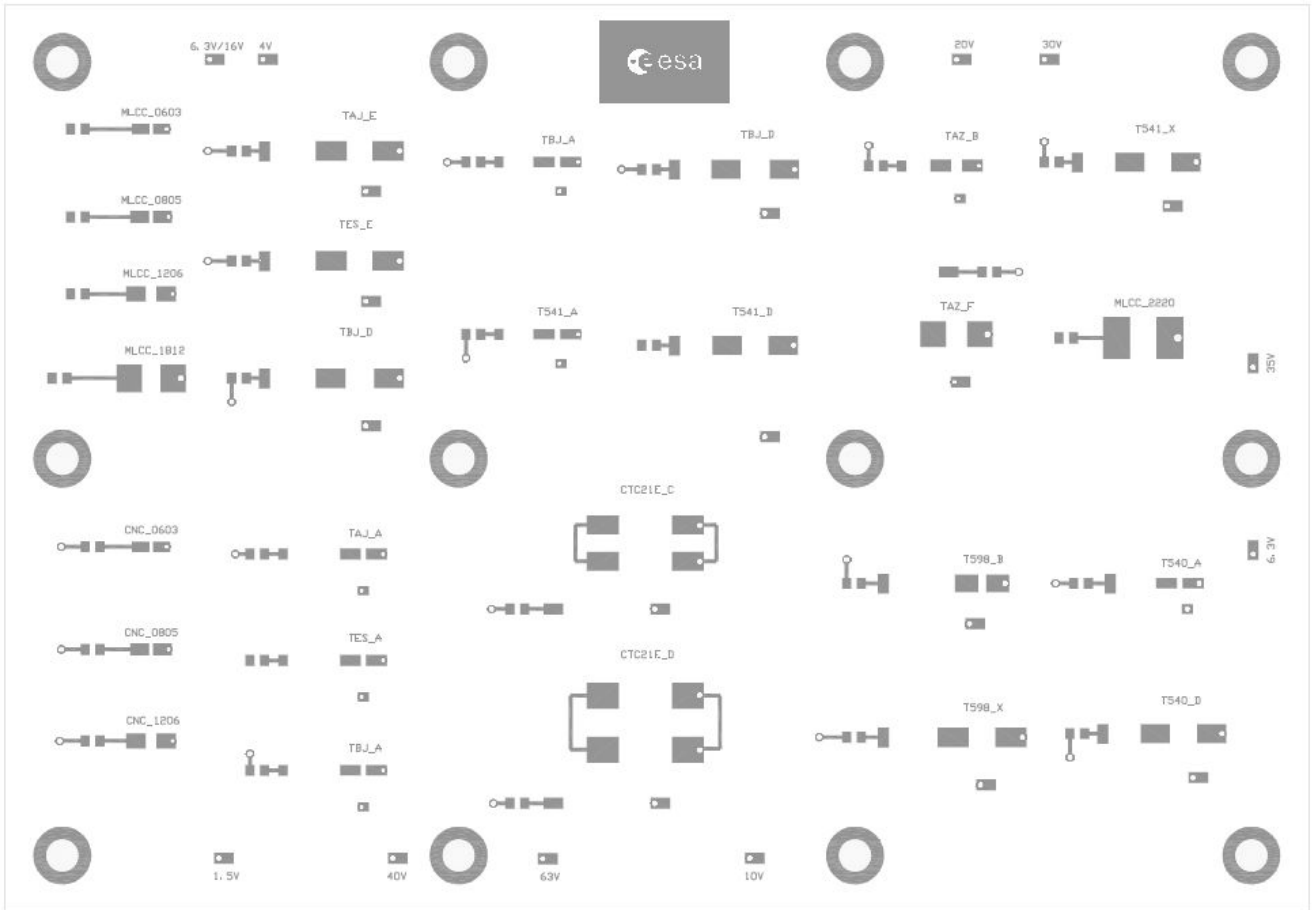 6.3V/16V 4V
esa
20V 30V
MLCC_0603
TAJ_E
TBJ_A
TBJ_D
TAZ_B
T541_X
MLCC_0805
TES_E
MLCC_1206
TBJ_D
T541_A
T541_D
TAZ_F
MLCC_2220
MLCC_1812
35V
CTC21E_C
CNC_0603
TAJ_A
T598_B
T540_A
6.3V
CNC_0805
TES_A
CTC21E_D
CNC_1206
TBJ_A
T598_X
T540_D
1.5V 40V 63V 10V